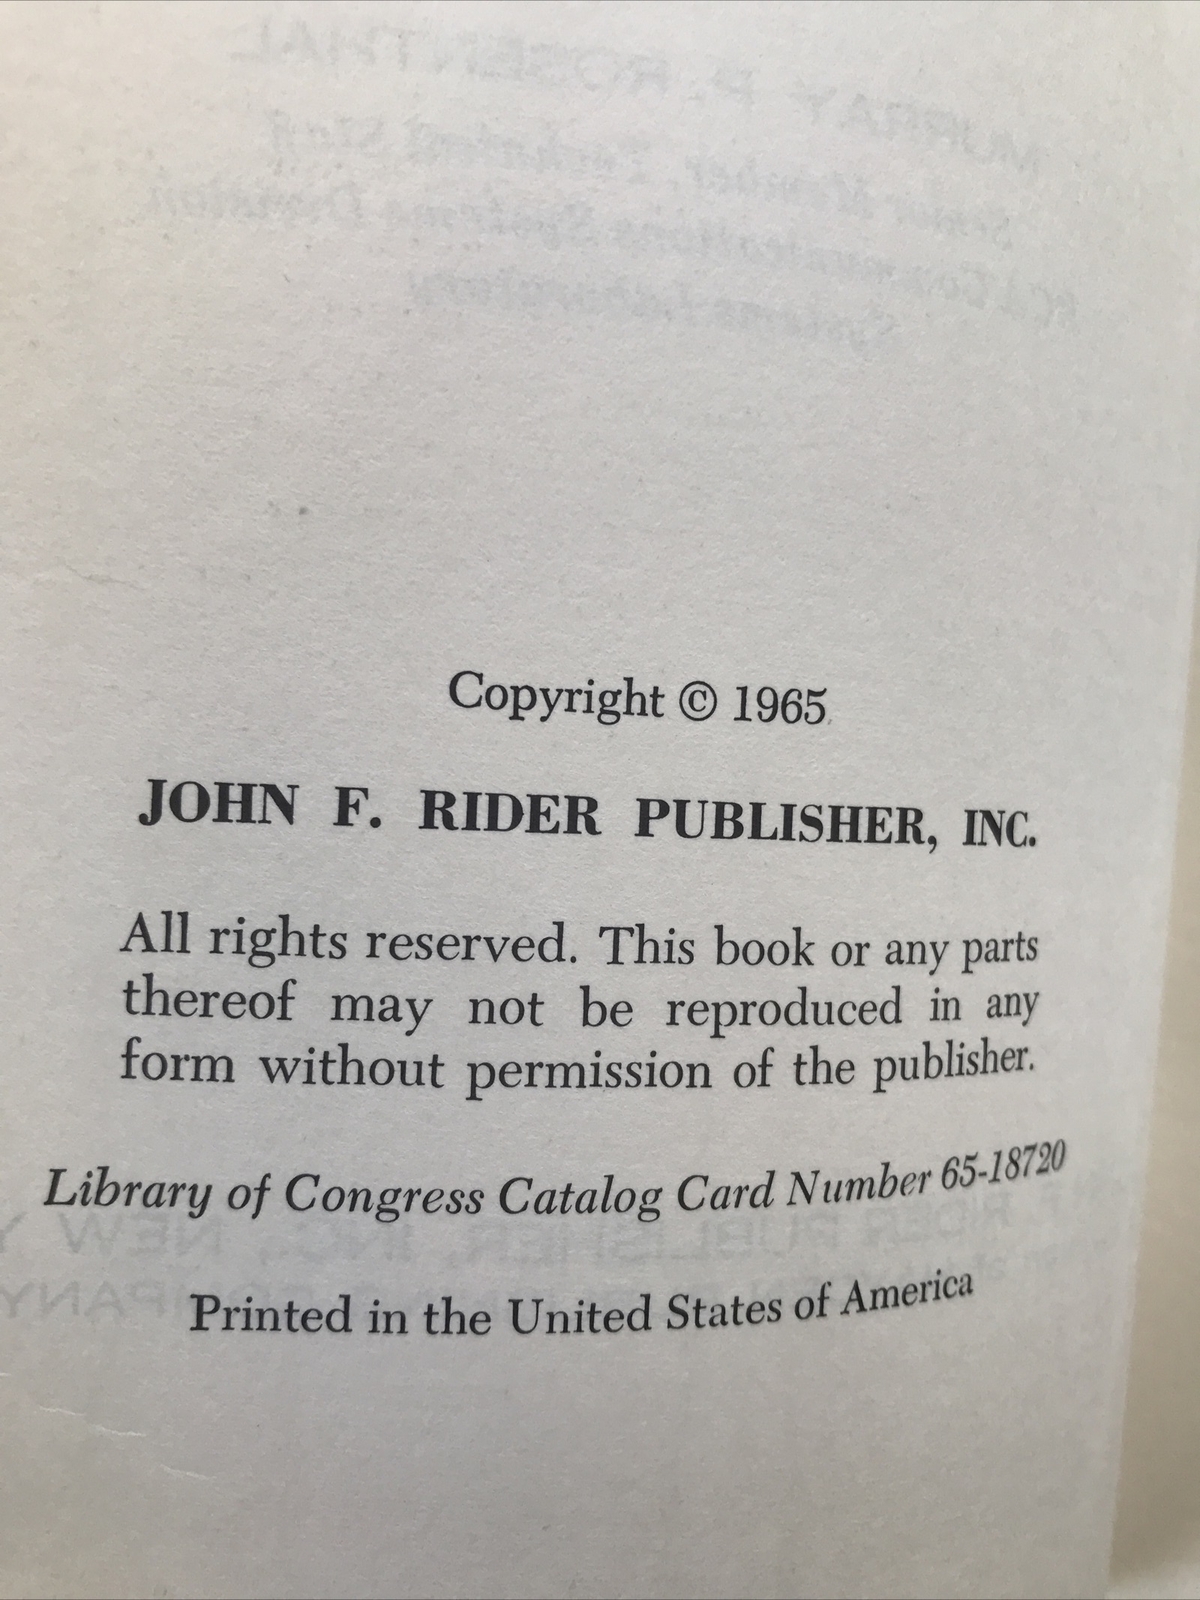 Copyright © 1965
JOHN F. RIDER PUBLISHER, INC.
All rights reserved. This book or any parts
thereof may not be reproduced in any
form without permission of the publisher.
Library of Congress Catalog Card Number 65-18720
Printed in the United States of America